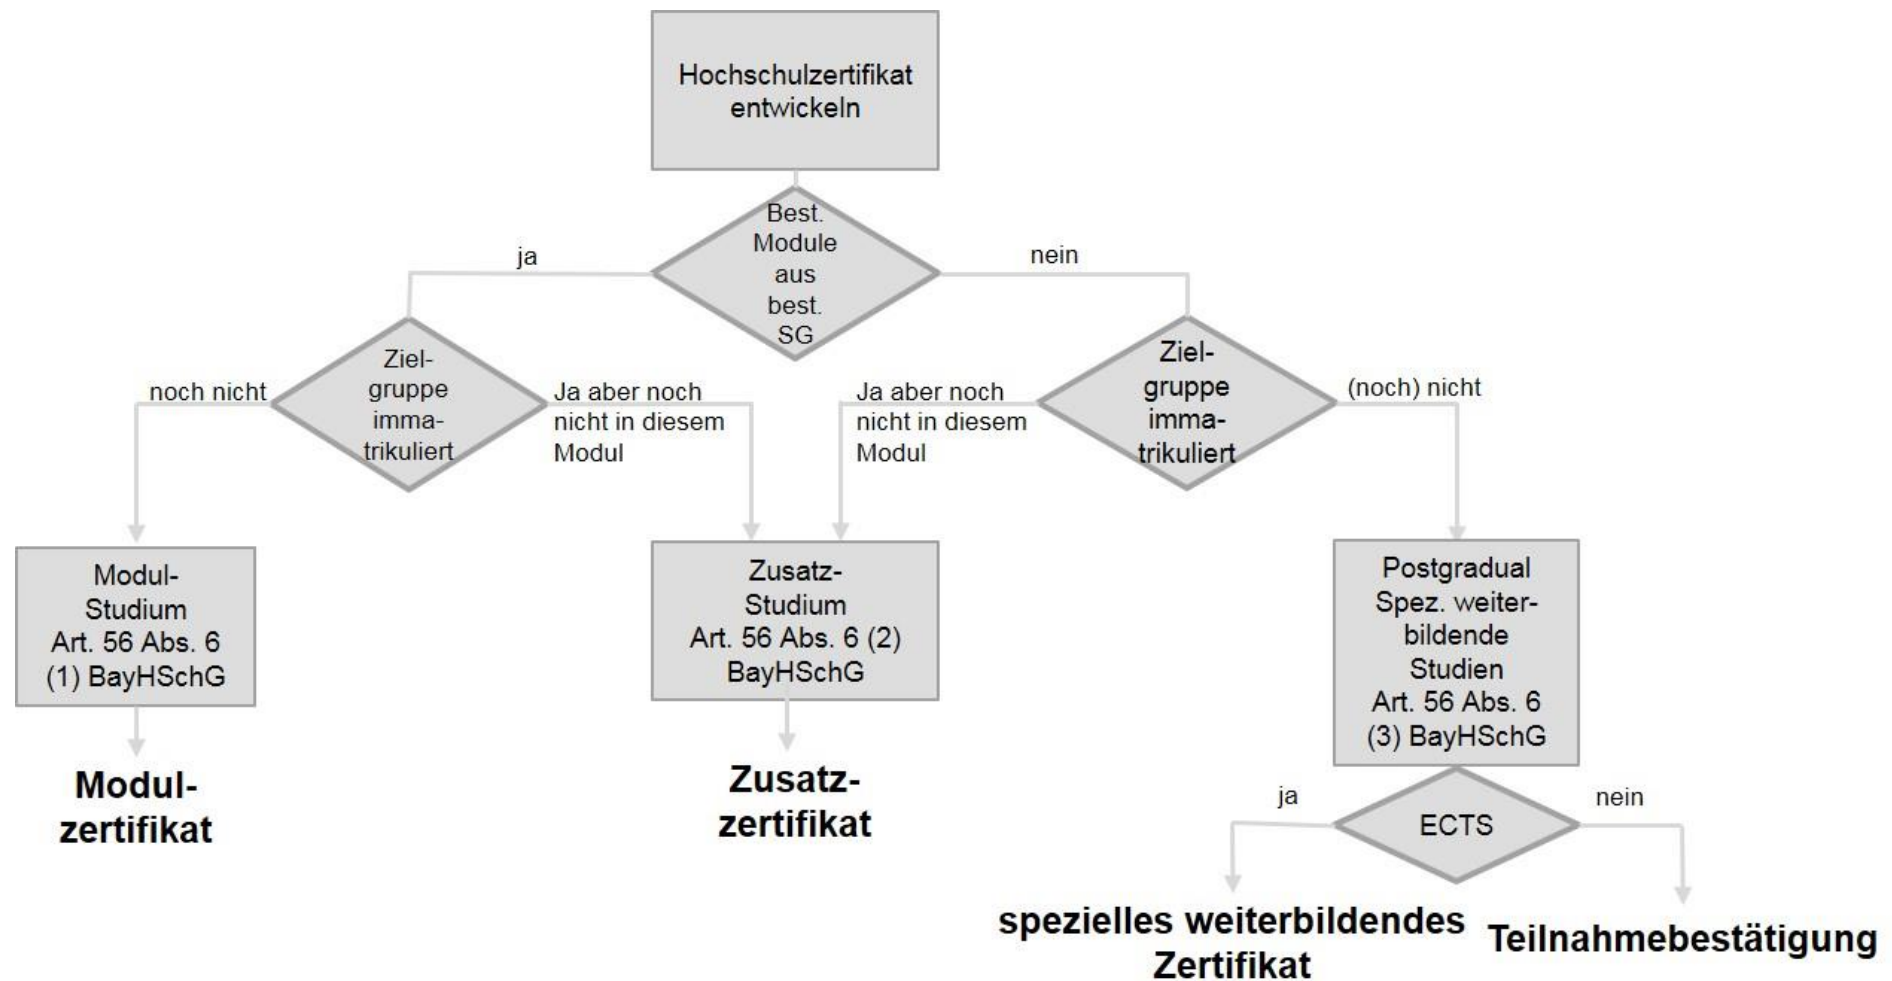 Hochschulzertifikat
entwickeln
Best.
Module
aus
best.
SG
ja
nein
Ziel-
gruppe
imma-
trikuliert
noch nicht
Ja aber noch
nicht in diesem
Modul
Ziel-
gruppe
imma-
trikuliert
Ja aber noch
nicht in diesem
Modul
(noch) nicht
Modul-
Studium
Art. 56 Abs. 6
(1) BayHSchG
Zusatz-
Studium
Art. 56 Abs. 6 (2)
BayHSchG
Postgradual
Spez. weiter-
bildende
Studien
Art. 56 Abs. 6
(3) BayHSchG
Modul-
zertifikat
Zusatz-
zertifikat
ja
ECTS
nein
spezielles weiterbildendes
Zertifikat
Teilnahmebestätigung